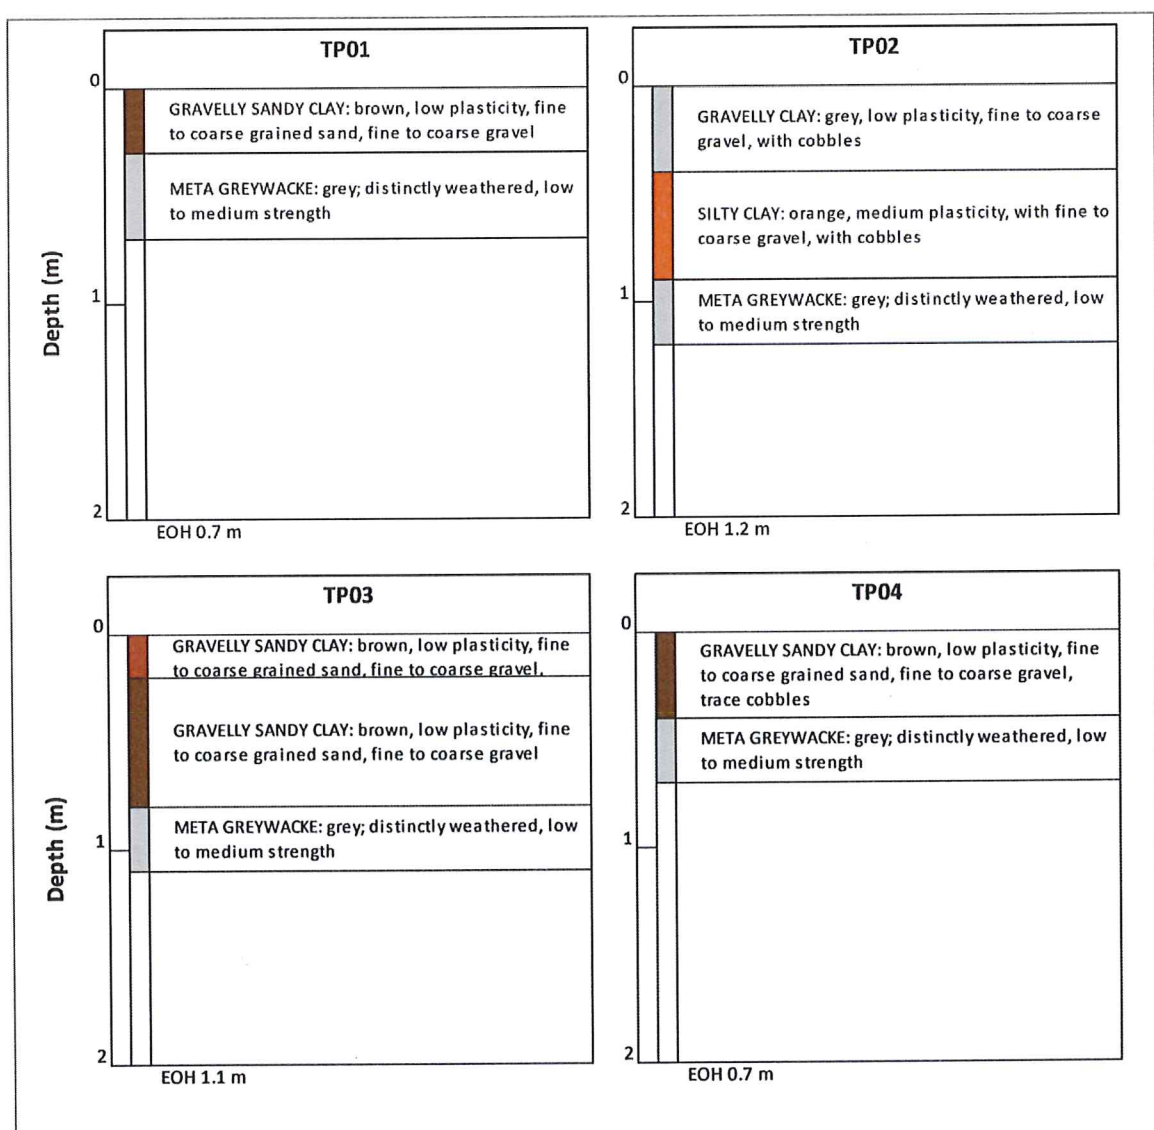 TP01
0
GRAVELLY SANDY CLAY: brown, low plasticity, fine
to coarse grained sand, fine to coarse gravel
META GREYWACKE: grey; distinctly weathered, low
to medium strength
Depth (m)
1
2
EOH 0.7 m
TP02
0
GRAVELLY CLAY: grey, low plasticity, fine to coarse
gravel, with cobbles
SILTY CLAY: orange, medium plasticity, with fine to
coarse gravel, with cobbles
1
META GREYWACKE: grey; distinctly weathered, low
to medium strength
2
EOH 1.2 m
TP03
0
GRAVELLY SANDY CLAY: brown, low plasticity, fine
to coarse grained sand, fine to coarse gravel,
GRAVELLY SANDY CLAY: brown, low plasticity, fine
to coarse grained sand, fine to coarse gravel
Depth (m)
1
META GREYWACKE: grey; distinctly weathered, low
to medium strength
2
EOH 1.1 m
TP04
0
GRAVELLY SANDY CLAY: brown, low plasticity, fine
to coarse grained sand, fine to coarse gravel,
trace cobbles
META GREYWACKE: grey; distinctly weathered, low
to medium strength
1
2
EOH 0.7 m